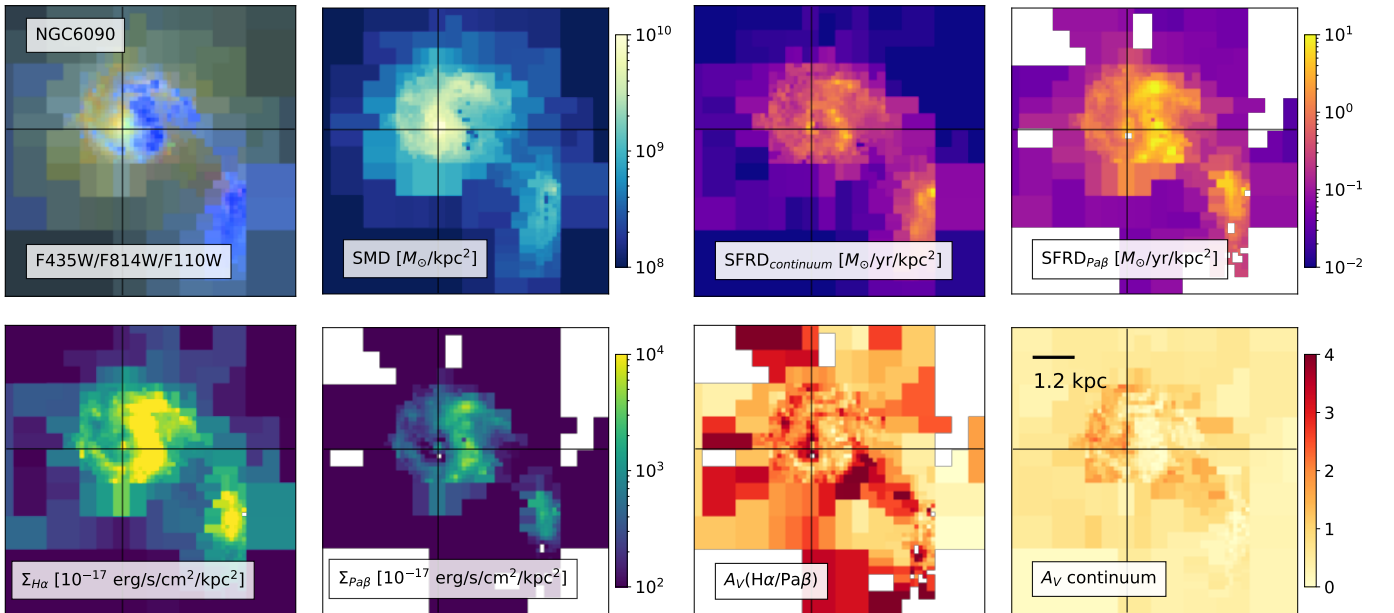 NGC6090
F435W/F814W/F110W
SMD [M⊙/kpc²]
10¹⁰
10⁹
10⁸
SFRD_continuum [M⊙/yr/kpc²]
SFRD_Paβ [M⊙/yr/kpc²]
10¹
10⁰
10⁻¹
10⁻²
Σ_Hα [10⁻¹⁷ erg/s/cm²/kpc²]
Σ_Paβ [10⁻¹⁷ erg/s/cm²/kpc²]
10⁴
10³
10²
A_V(Hα/Paβ)
1.2 kpc
A_V continuum
4
3
2
1
0